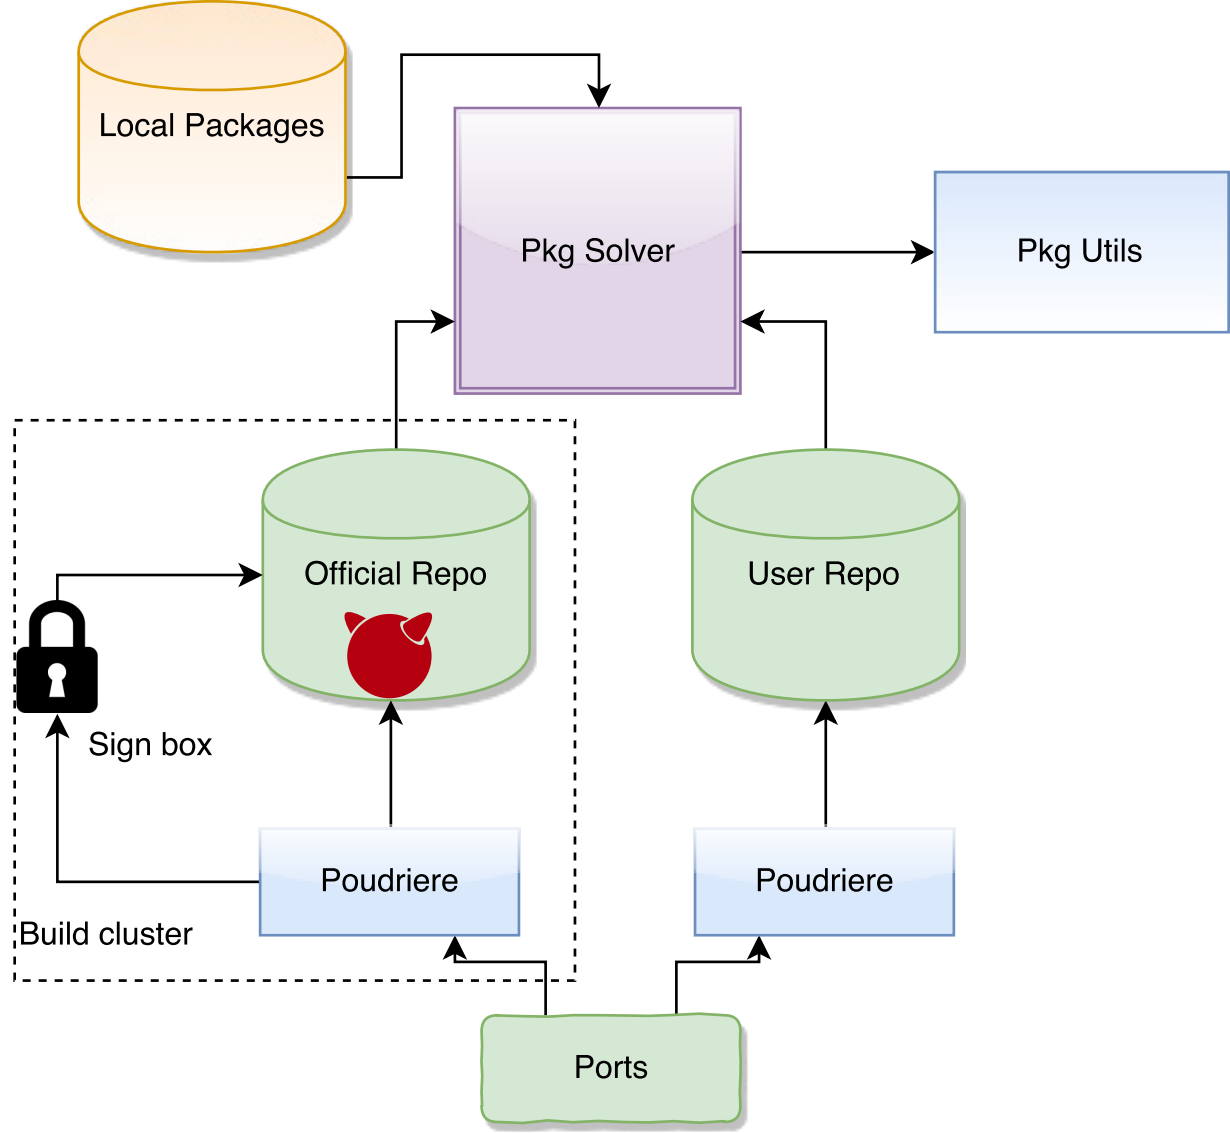 Local Packages
Pkg Solver
Pkg Utils
Official Repo
User Repo
Sign box
Poudriere
Poudriere
Build cluster
Ports